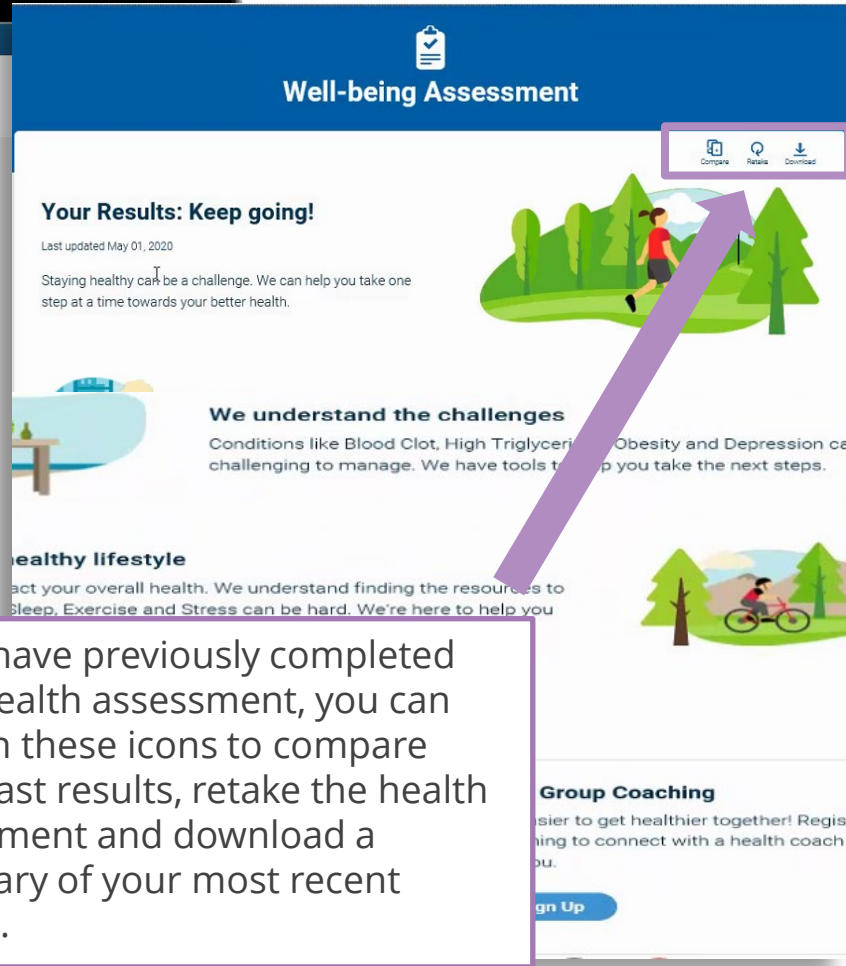 Well-being Assessment
Compare Retake Download
Your Results: Keep going!
Last updated May 01, 2020
Staying healthy can be a challenge. We can help you take one
step at a time towards your better health.
We understand the challenges
Conditions like Blood Clot, High Triglyceri Obesity and Depression ca
challenging to manage. We have tools t p you take the next steps.
ealthy lifestyle
act your overall health. We understand finding the resources to
Sleep, Exercise and Stress can be hard. We're here to help you
have previously completed
ealth assessment, you can
n these icons to compare
ast results, retake the health
ment and download a
ary of your most recent
.
Group Coaching
sier to get healthier together! Regis
ing to connect with a health coach
ou.
gn Up